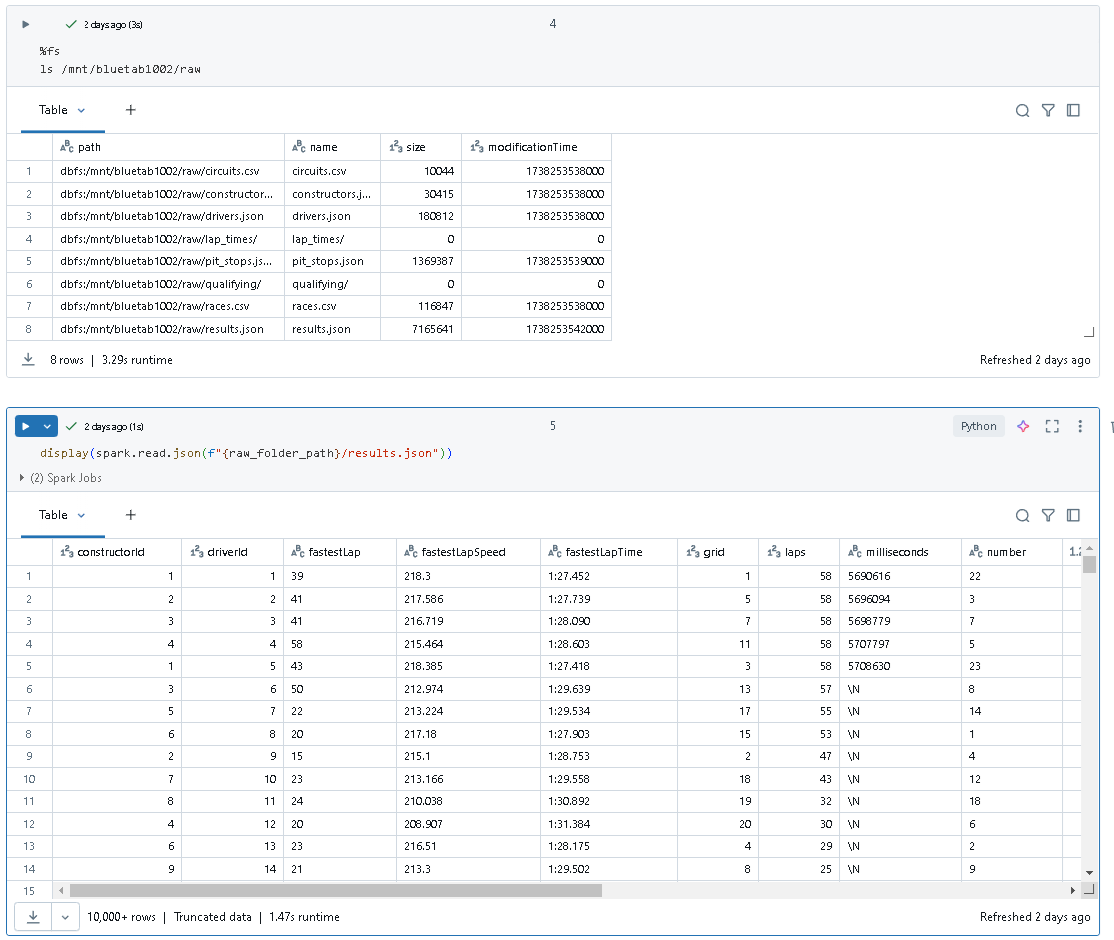 2 days ago (3s)
4
%fs
ls /mnt/bluetab1002/raw
Table
+
path name size modificationTime
1 dbfs:/mnt/bluetab1002/raw/circuits.csv circuits.csv 10044 1738253538000
2 dbfs:/mnt/bluetab1002/raw/constructor... constructors.j... 30415 1738253538000
3 dbfs:/mnt/bluetab1002/raw/drivers.json drivers.json 180812 1738253538000
4 dbfs:/mnt/bluetab1002/raw/lap_times/ lap_times/ 0 0
5 dbfs:/mnt/bluetab1002/raw/pit_stops.js... pit_stops.json 1369387 1738253539000
6 dbfs:/mnt/bluetab1002/raw/qualifying/ qualifying/ 0 0
7 dbfs:/mnt/bluetab1002/raw/races.csv races.csv 116847 1738253538000
8 dbfs:/mnt/bluetab1002/raw/results.json results.json 7165641 1738253542000
8 rows | 3.29s runtime
Refreshed 2 days ago
2 days ago (1s)
5
Python
display(spark.read.json(f"{raw_folder_path}/results.json"))
(2) Spark Jobs
Table
+
constructorId driverId fastestLap fastestLapSpeed fastestLapTime grid laps milliseconds number 1.2
1 1 1 39 218.3 1:27.452 1 58 5690616 22
2 2 2 41 217.586 1:27.739 5 58 5696094 3
3 3 3 41 216.719 1:28.090 7 58 5698779 7
4 4 4 58 215.464 1:28.603 11 58 5707797 5
5 1 5 43 218.385 1:27.418 3 58 5708630 23
6 3 6 50 212.974 1:29.639 13 57 \N 8
7 5 7 22 213.224 1:29.534 17 55 \N 14
8 6 8 20 217.18 1:27.903 15 53 \N 1
9 2 9 15 215.1 1:28.753 2 47 \N 4
10 7 10 23 213.166 1:29.558 18 43 \N 12
11 8 11 24 210.038 1:30.892 19 32 \N 18
12 4 12 20 208.907 1:31.384 20 30 \N 6
13 6 13 23 216.51 1:28.175 4 29 \N 2
14 9 14 21 213.3 1:29.502 8 25 \N 9
15
10,000+ rows | Truncated data | 1.47s runtime
Refreshed 2 days ago